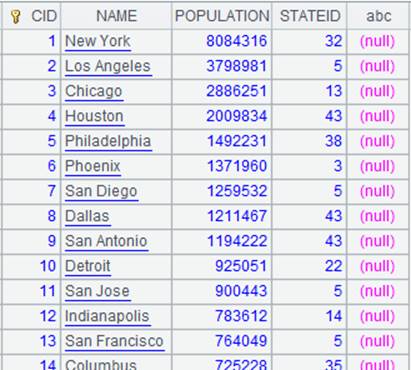 CID NAME POPULATION STATEID abc
1 New York 8084316 32 (null)
2 Los Angeles 3798981 5 (null)
3 Chicago 2886251 13 (null)
4 Houston 2009834 43 (null)
5 Philadelphia 1492231 38 (null)
6 Phoenix 1371960 3 (null)
7 San Diego 1259532 5 (null)
8 Dallas 1211467 43 (null)
9 San Antonio 1194222 43 (null)
10 Detroit 925051 22 (null)
11 San Jose 900443 5 (null)
12 Indianapolis 783612 14 (null)
13 San Francisco 764049 5 (null)
14 Columbus 725228 35 (null)